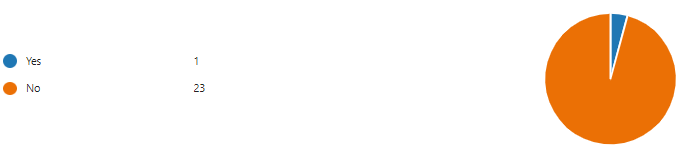 Yes 1
No 23